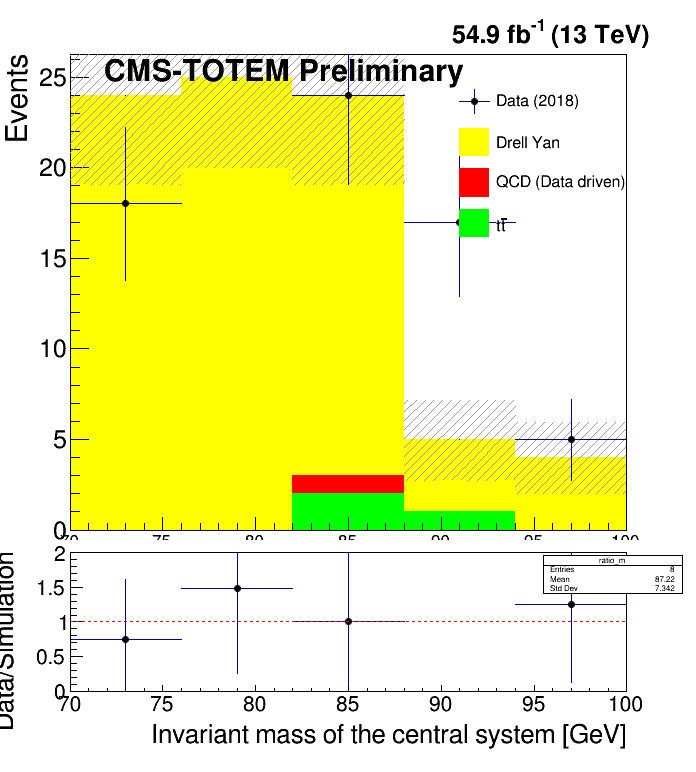 54.9 fb-1 (13 TeV)
CMS-TOTEM Preliminary
Events
25
20
15
10
5
0
Data (2018)
Drell Yan
QCD (Data driven)
tt̄
70 75 80 85 90 95 100
Data/Simulation
2
1.5
1
0.5
0
ratio_m
Entries 8
Mean 87.22
Std Dev 7.342
70 75 80 85 90 95 100
Invariant mass of the central system [GeV]